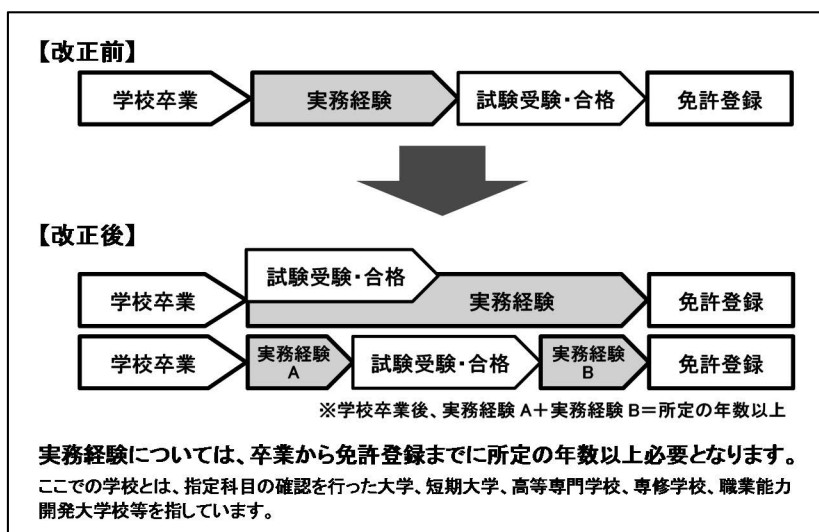 【改正前】
学校卒業
実務経験
試験受験・合格
免許登録
【改正後】
学校卒業
試験受験・合格
実務経験
免許登録
学校卒業
実務経験
A
試験受験・合格
実務経験
B
免許登録
※学校卒業後、実務経験A+実務経験B=所定の年数以上
実務経験については、卒業から免許登録までに所定の年数以上必要となります。
ここでの学校とは、指定科目の確認を行った大学、短期大学、高等専門学校、専修学校、職業能力
開発大学校等を指しています。